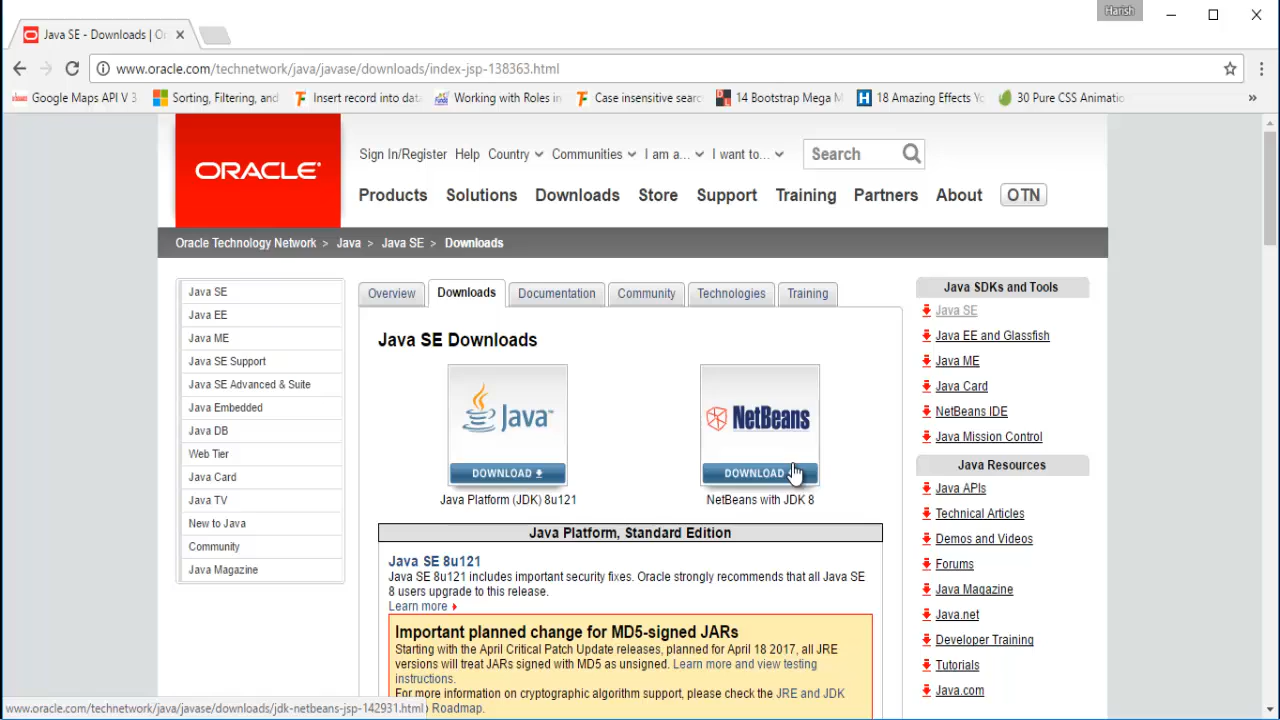 Harish
Java SE - Downloads | Or
www.oracle.com/technetwork/java/javase/downloads/index-jsp-138363.html
Google Maps API V 3
Sorting, Filtering, and
Insert record into data
Working with Roles in
Case insensitive searc
14 Bootstrap Mega M
18 Amazing Effects Yo
30 Pure CSS Animatio
»
ORACLE
Sign In/Register Help Country Communities I am a... I want to... Search
Products Solutions Downloads Store Support Training Partners About OTN
Oracle Technology Network > Java > Java SE > Downloads
Java SE
Java EE
Java ME
Java SE Support
Java SE Advanced & Suite
Java Embedded
Java DB
Web Tier
Java Card
Java TV
New to Java
Community
Java Magazine
Overview Downloads Documentation Community Technologies Training
Java SE Downloads
Java™
DOWNLOAD
Java Platform (JDK) 8u121
NetBeans
DOWNLOAD
NetBeans with JDK 8
Java Platform, Standard Edition
Java SE 8u121
Java SE 8u121 includes important security fixes. Oracle strongly recommends that all Java SE
8 users upgrade to this release.
Learn more
Important planned change for MD5-signed JARs
Starting with the April Critical Patch Update releases, planned for April 18 2017, all JRE
versions will treat JARs signed with MD5 as unsigned. Learn more and view testing
instructions.
For more information on cryptographic algorithm support, please check the JRE and JDK
Roadmap.
Java SDKs and Tools
Java SE
Java EE and Glassfish
Java ME
Java Card
NetBeans IDE
Java Mission Control
Java Resources
Java APIs
Technical Articles
Demos and Videos
Forums
Java Magazine
Java.net
Developer Training
Tutorials
Java.com
www.oracle.com/technetwork/java/javase/downloads/jdk-netbeans-jsp-142931.html